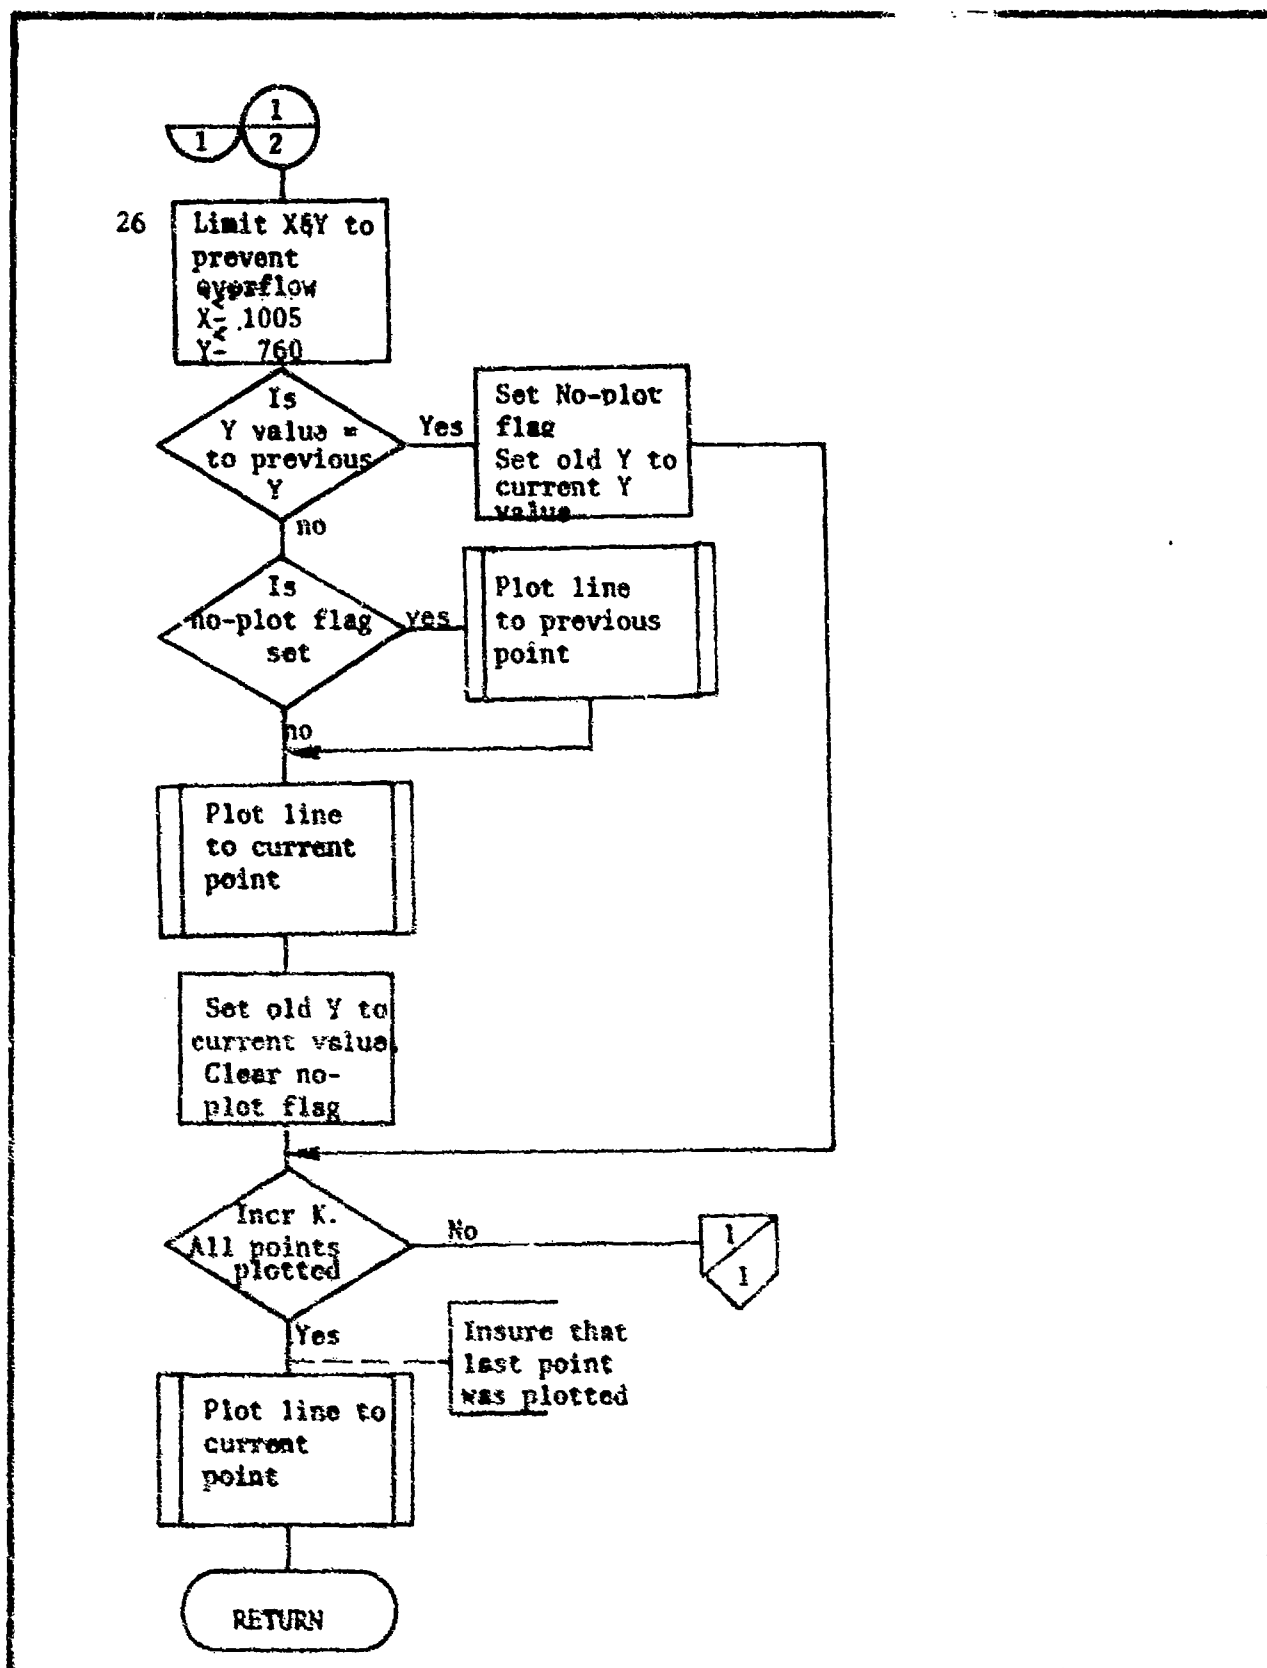 1
1
2
26
Limit X&Y to
prevent
overflow
X≤ 1005
Y≤ 760
Is
Y value =
to previous
Y
Yes
Set No-plot
flag
Set old Y to
current Y
value
no
Is
no-plot flag
set
yes
Plot line
to previous
point
no
Plot line
to current
point
Set old Y to
current value.
Clear no-
plot flag
Incr K.
All points
plotted
No
1
1
Yes
Insure that
last point
was plotted
Plot line to
current
point
RETURN